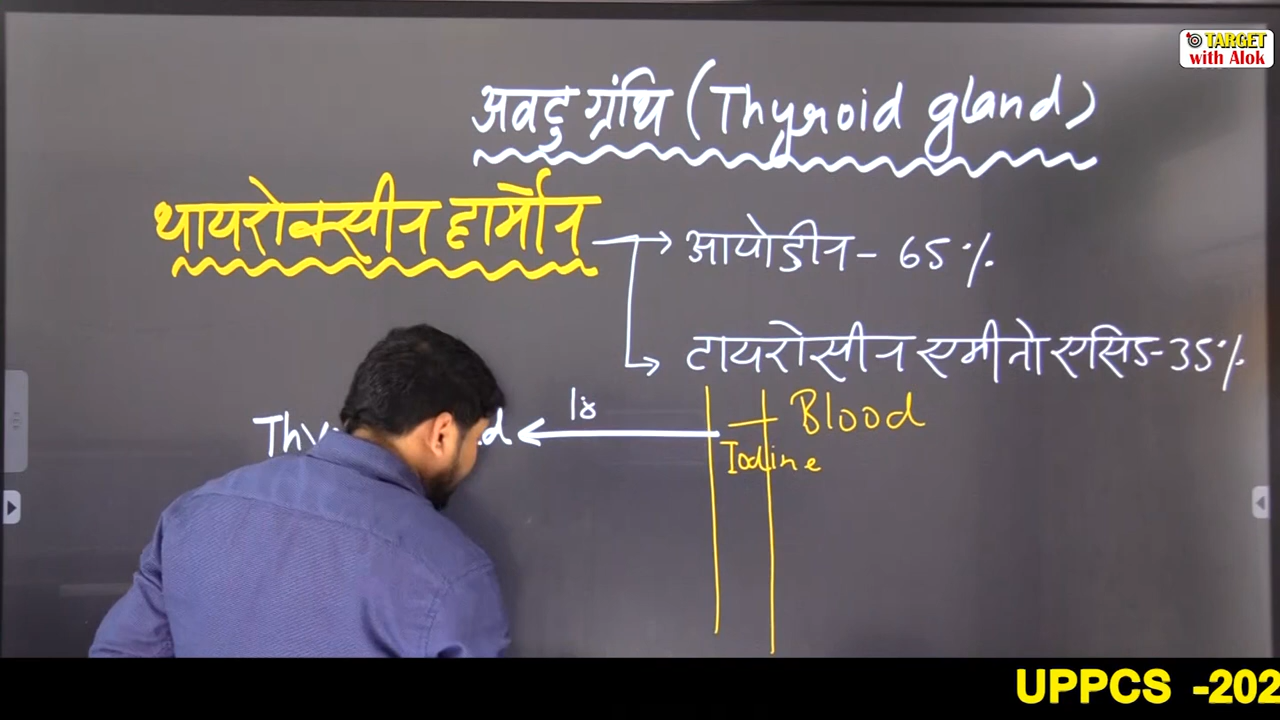 TARGET
with Alok
अवटु ग्रंथि (Thyroid gland)
थायरोक्सीन हार्मोन
आयोडीन - 65%
टायरोसीन एमीनो एसिड - 35%
Blood
Iodine
UPPCS -202